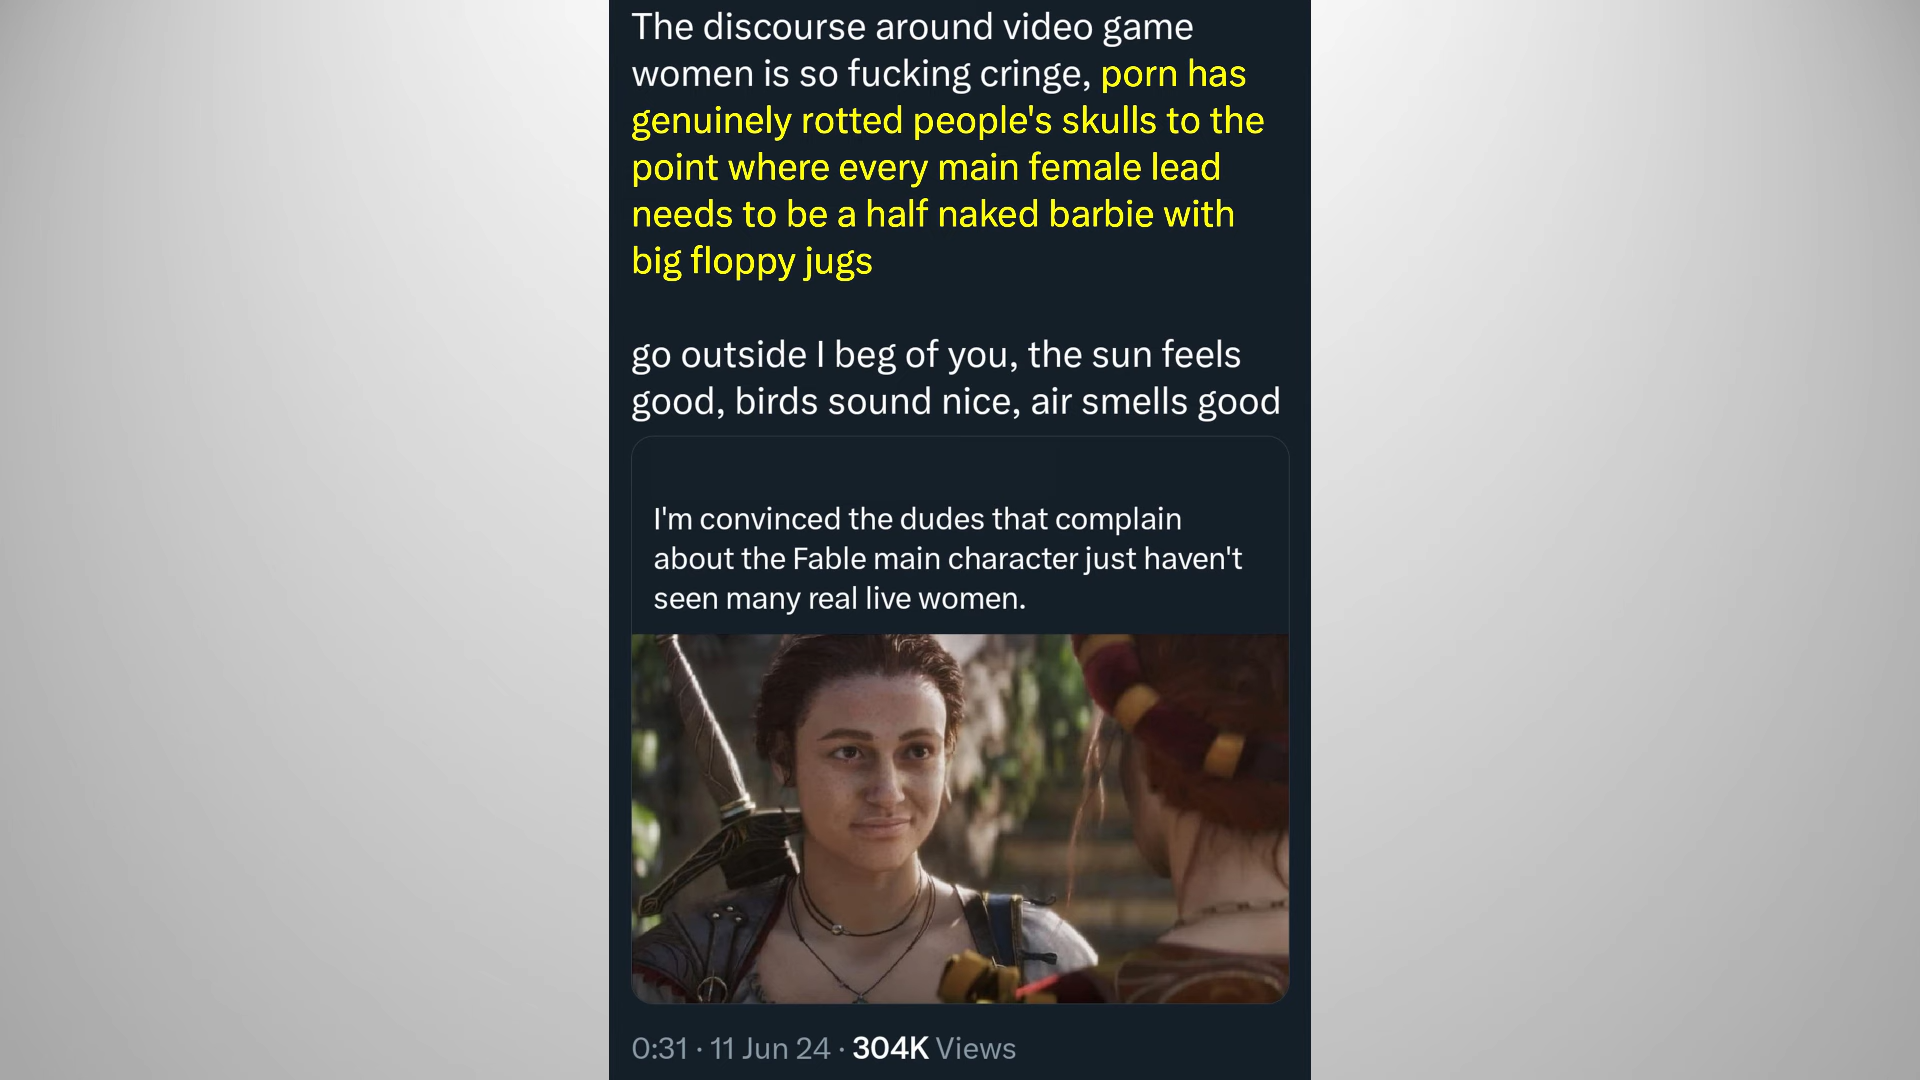 The discourse around video game
women is so fucking cringe, porn has
genuinely rotted people's skulls to the
point where every main female lead
needs to be a half naked barbie with
big floppy jugs
go outside I beg of you, the sun feels
good, birds sound nice, air smells good
I'm convinced the dudes that complain
about the Fable main character just haven't
seen many real live women.
0:31 · 11 Jun 24 · 304K Views